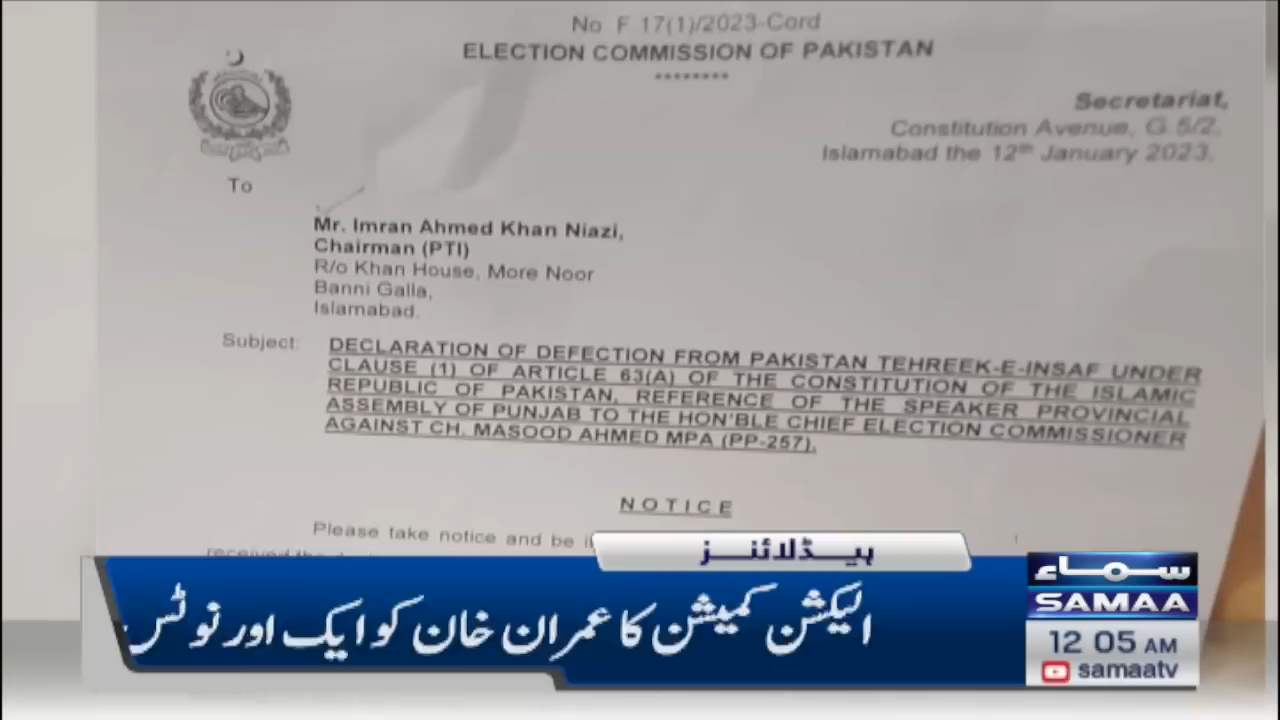 No F 17(1)/2023-Cord
ELECTION COMMISSION OF PAKISTAN
********
Secretariat,
Constitution Avenue, G 5/2,
Islamabad the 12th January 2023.
To
Mr. Imran Ahmed Khan Niazi,
Chairman (PTI)
R/o Khan House, More Noor
Banni Galla,
Islamabad.
Subject: DECLARATION OF DEFECTION FROM PAKISTAN TEHREEK-E-INSAF UNDER
CLAUSE (1) OF ARTICLE 63(A) OF THE CONSTITUTION OF THE ISLAMIC
REPUBLIC OF PAKISTAN, REFERENCE OF THE SPEAKER PROVINCIAL
ASSEMBLY OF PUNJAB TO THE HON'BLE CHIEF ELECTION COMMISSIONER
AGAINST CH. MASOOD AHMED MPA (PP-257).
NOTICE
Please take notice and be
received the
ہیڈلائنز
الیکشن کمیشن کا عمران خان کو ایک اور نوٹس
سماء
SAMAA
12 05 AM
samaatv